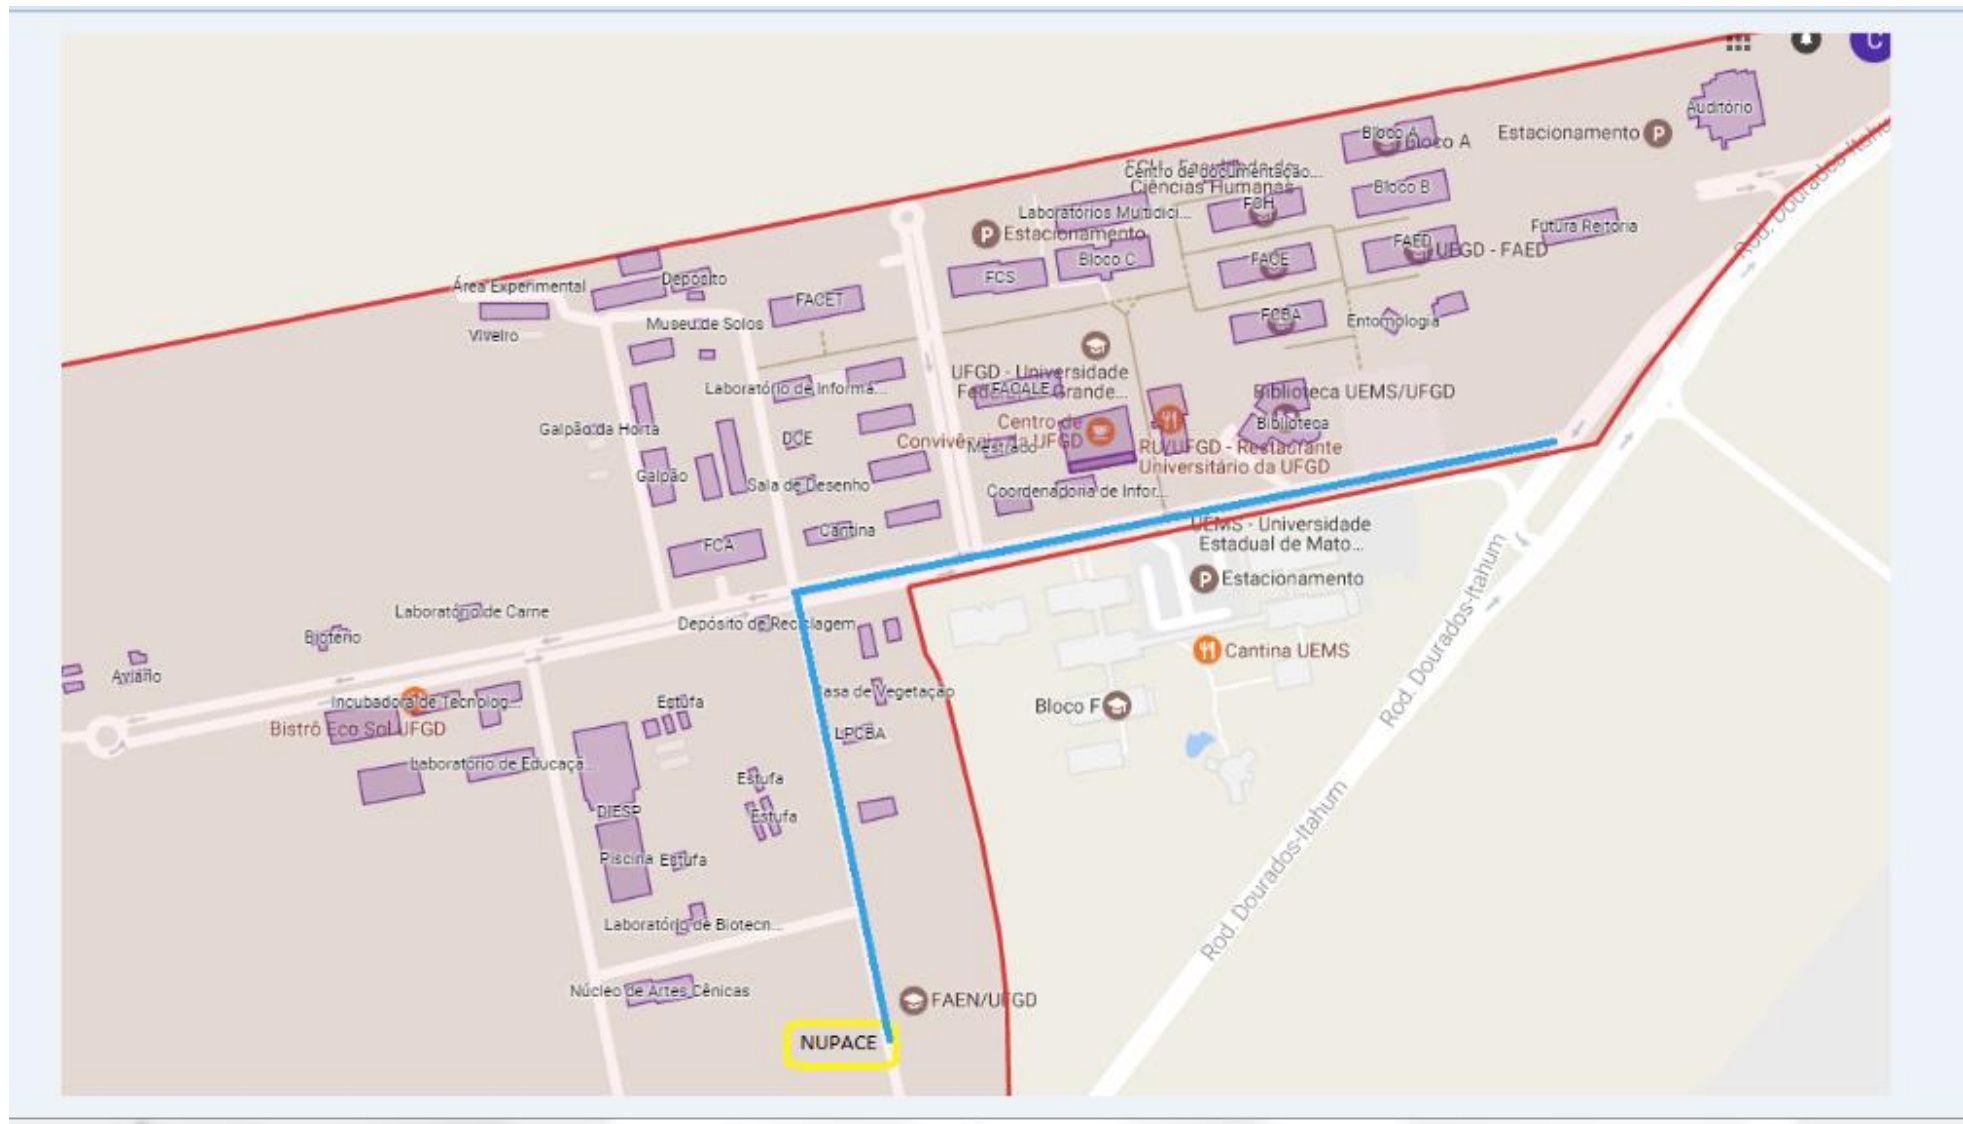 C
Auditório
Estacionamento P
Rod. Dourados-Itahu
Bloco A
Bloco A
Centro de documentação...
Ciências Humanas
Bloco B
FCH
Laboratórios Multidici...
P Estacionamento
Futura Reitoria
FAED
UFGD - FAED
Bloco C
FACE
FCS
Área Experimental
Depósito
FACET
Viveiro
Museu de Solos
FCBA
Entomologia
UFGD - Universidade
Federal Grande...
FACALE
Laboratório de Informá...
Biblioteca UEMS/UFGD
Biblioteca
Galpão da Horta
DCE
Centro de
Convivência da UFGD
Mestrado
RU/UFGD - Restaurante
Universitário da UFGD
Galpão
Sala de Desenho
Coordenadoria de Infor...
Cantina
FCA
UEMS - Universidade
Estadual de Mato...
P Estacionamento
Rod. Dourados-Itahum
Laboratório de Carne
Biotério
Depósito de Reciclagem
Cantina UEMS
Aviário
Incubadora de Tecnolog...
Bistrô Eco Sol UFGD
Estufa
Casa de Vegetação
Bloco F
LPCBA
Laboratório de Educaçã...
Estufa
DIESP
Estufa
Rod. Dourados-Itahum
Piscina
Estufa
Laboratório de Biotecn...
Núcleo de Artes Cênicas
FAEN/UFGD
NUPACE